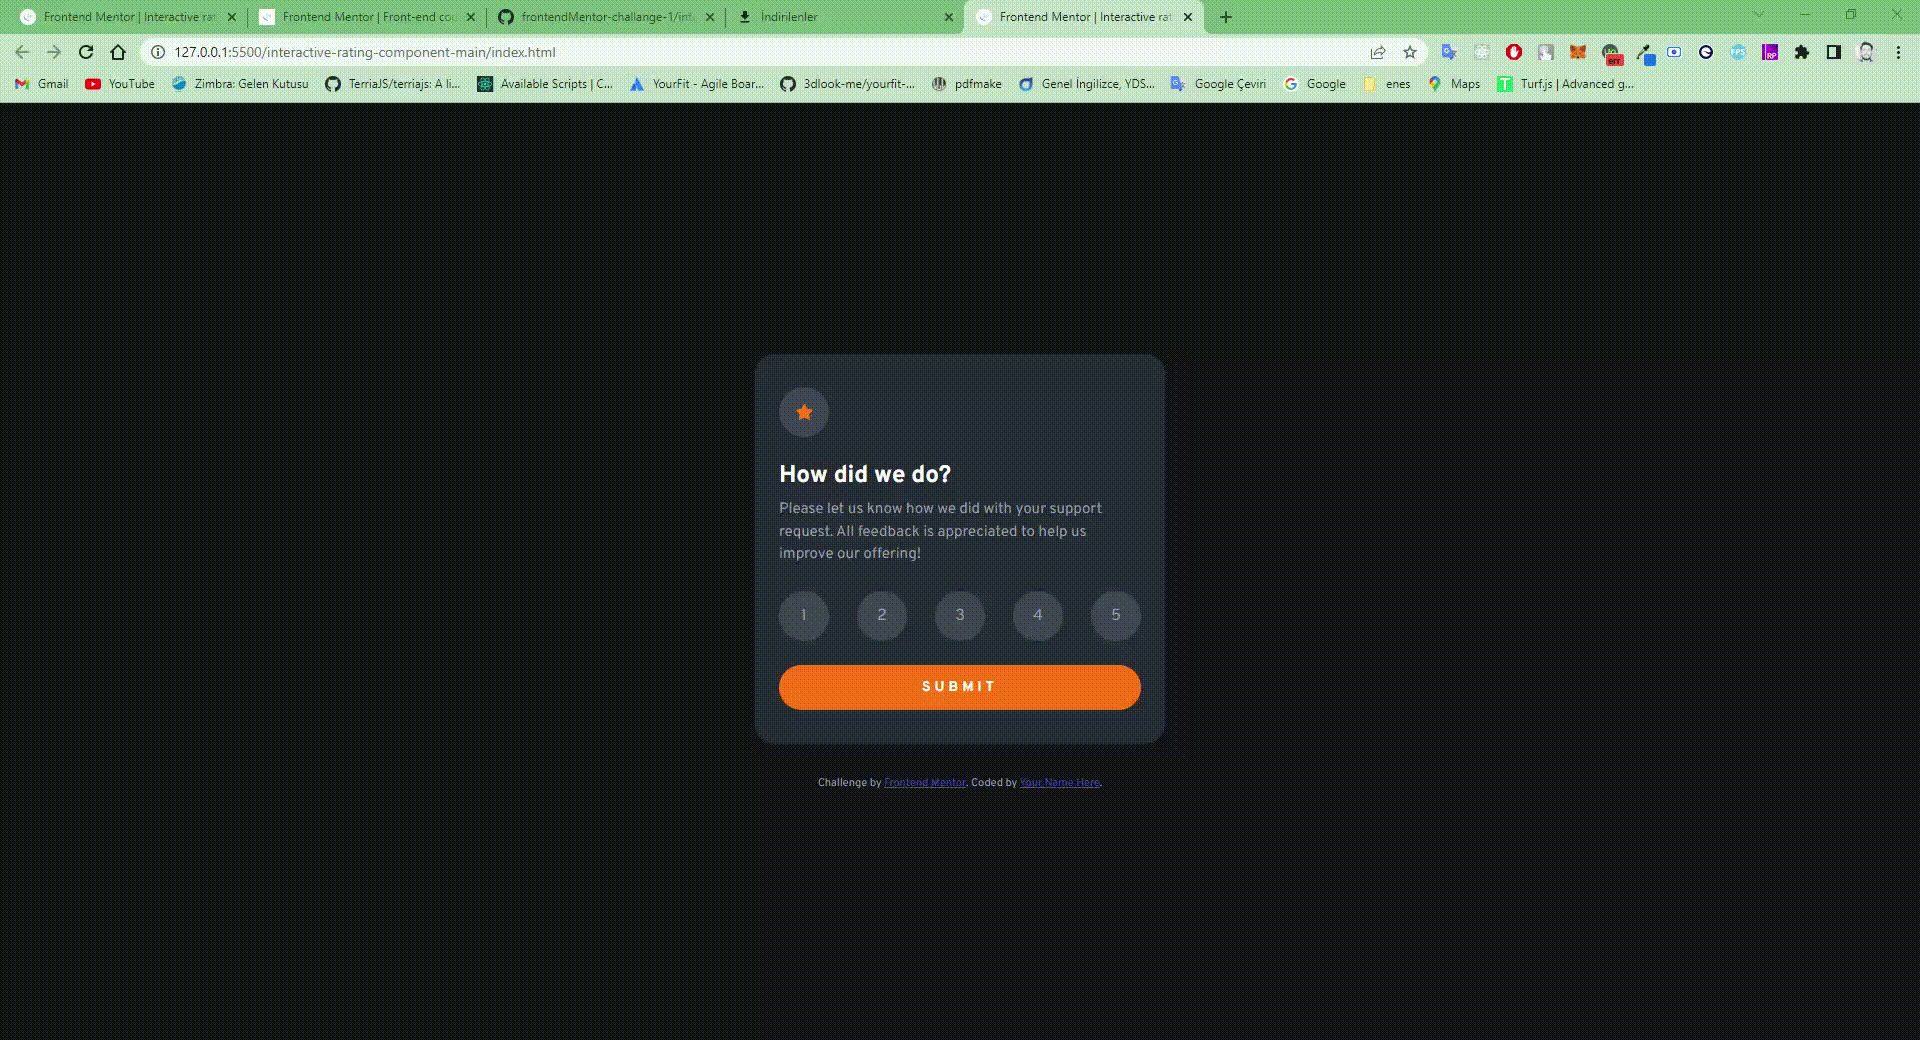 Frontend Mentor | Interactive rat
Frontend Mentor | Front-end co
frontendMentor-challange-1/int
İndirilenler
Frontend Mentor | Interactive rat
127.0.0.1:5500/interactive-rating-component-main/index.html
err
FPS
RP
Gmail
YouTube
Zimbra: Gelen Kutusu
TerriaJS/terriajs: A li...
Available Scripts | C...
YourFit - Agile Boar...
3dlook-me/yourfit-...
pdfmake
Genel İngilizce, YDS...
Google Çeviri
Google
enes
Maps
Turf.js | Advanced g...
How did we do?
Please let us know how we did with your support
request. All feedback is appreciated to help us
improve our offering!
1 2 3 4 5
SUBMIT
Challenge by Frontend Mentor. Coded by Your Name Here.